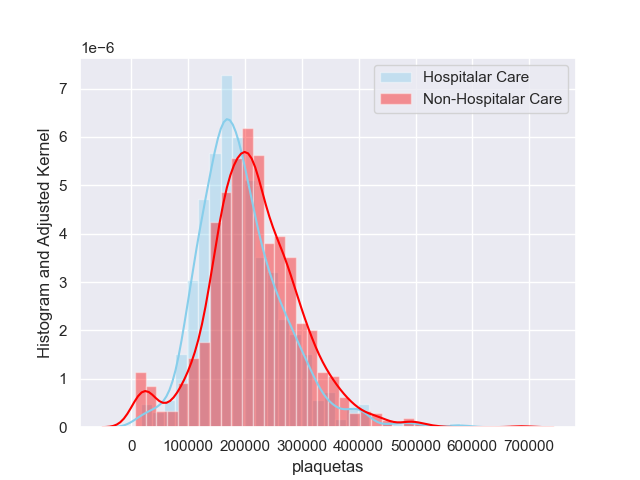 1e−6
Hospitalar Care
Non-Hospitalar Care
7
6
5
4
3
2
1
0
Histogram and Adjusted Kernel
0 100000 200000 300000 400000 500000 600000 700000
plaquetas